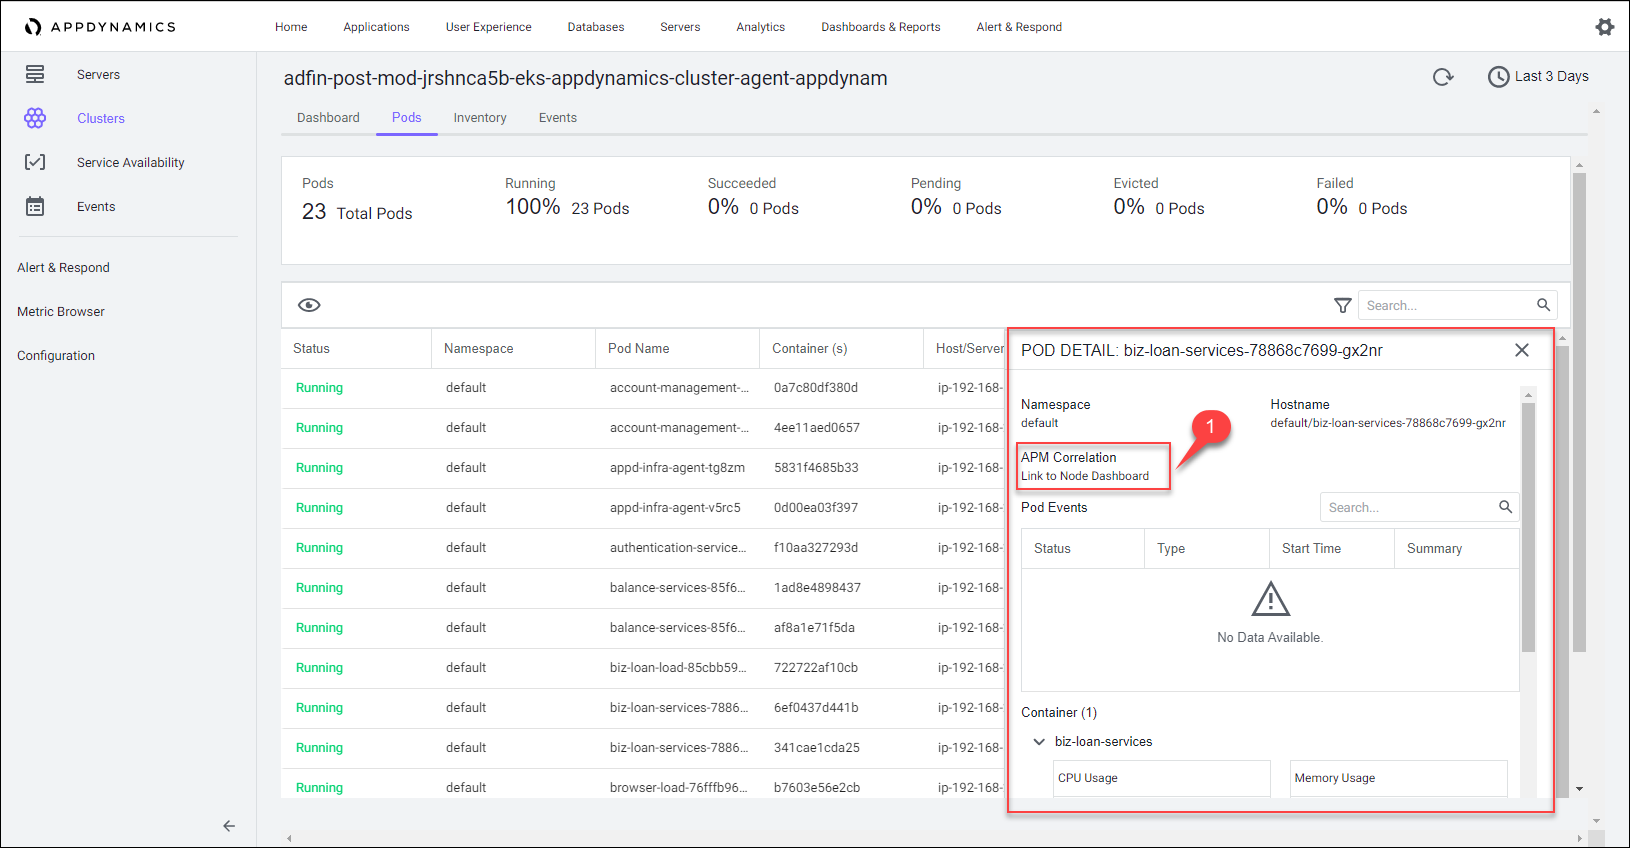 APPDYNAMICS
Home
Applications
User Experience
Databases
Servers
Analytics
Dashboards & Reports
Alert & Respond
Servers
Clusters
Service Availability
Events
Alert & Respond
Metric Browser
Configuration
adfin-post-mod-jrshnca5b-eks-appdynamics-cluster-agent-appdynam
Last 3 Days
Dashboard
Pods
Inventory
Events
Pods
23 Total Pods
Running
100% 23 Pods
Succeeded
0% 0 Pods
Pending
0% 0 Pods
Evicted
0% 0 Pods
Failed
0% 0 Pods
Search...
Status Namespace Pod Name Container (s) Host/Server
Running default account-management-... 0a7c80df380d ip-192-168-
Running default account-management-... 4ee11aed0657 ip-192-168-
Running default appd-infra-agent-tg8zm 5831f4685b33 ip-192-168-
Running default appd-infra-agent-v5rc5 0d00ea03f397 ip-192-168-
Running default authentication-service... f10aa327293d ip-192-168-
Running default balance-services-85f6... 1ad8e4898437 ip-192-168-
Running default balance-services-85f6... af8a1e71f5da ip-192-168-
Running default biz-loan-load-85cbb59... 722722af10cb ip-192-168-
Running default biz-loan-services-7886... 6ef0437d441b ip-192-168-
Running default biz-loan-services-7886... 341cae1cda25 ip-192-168-
Running default browser-load-76fffb96... b7603e56e2cb ip-192-168-
POD DETAIL: biz-loan-services-78868c7699-gx2nr
Namespace
default
Hostname
default/biz-loan-services-78868c7699-gx2nr
1
APM Correlation
Link to Node Dashboard
Pod Events
Search...
Status Type Start Time Summary
No Data Available.
Container (1)
biz-loan-services
CPU Usage
Memory Usage